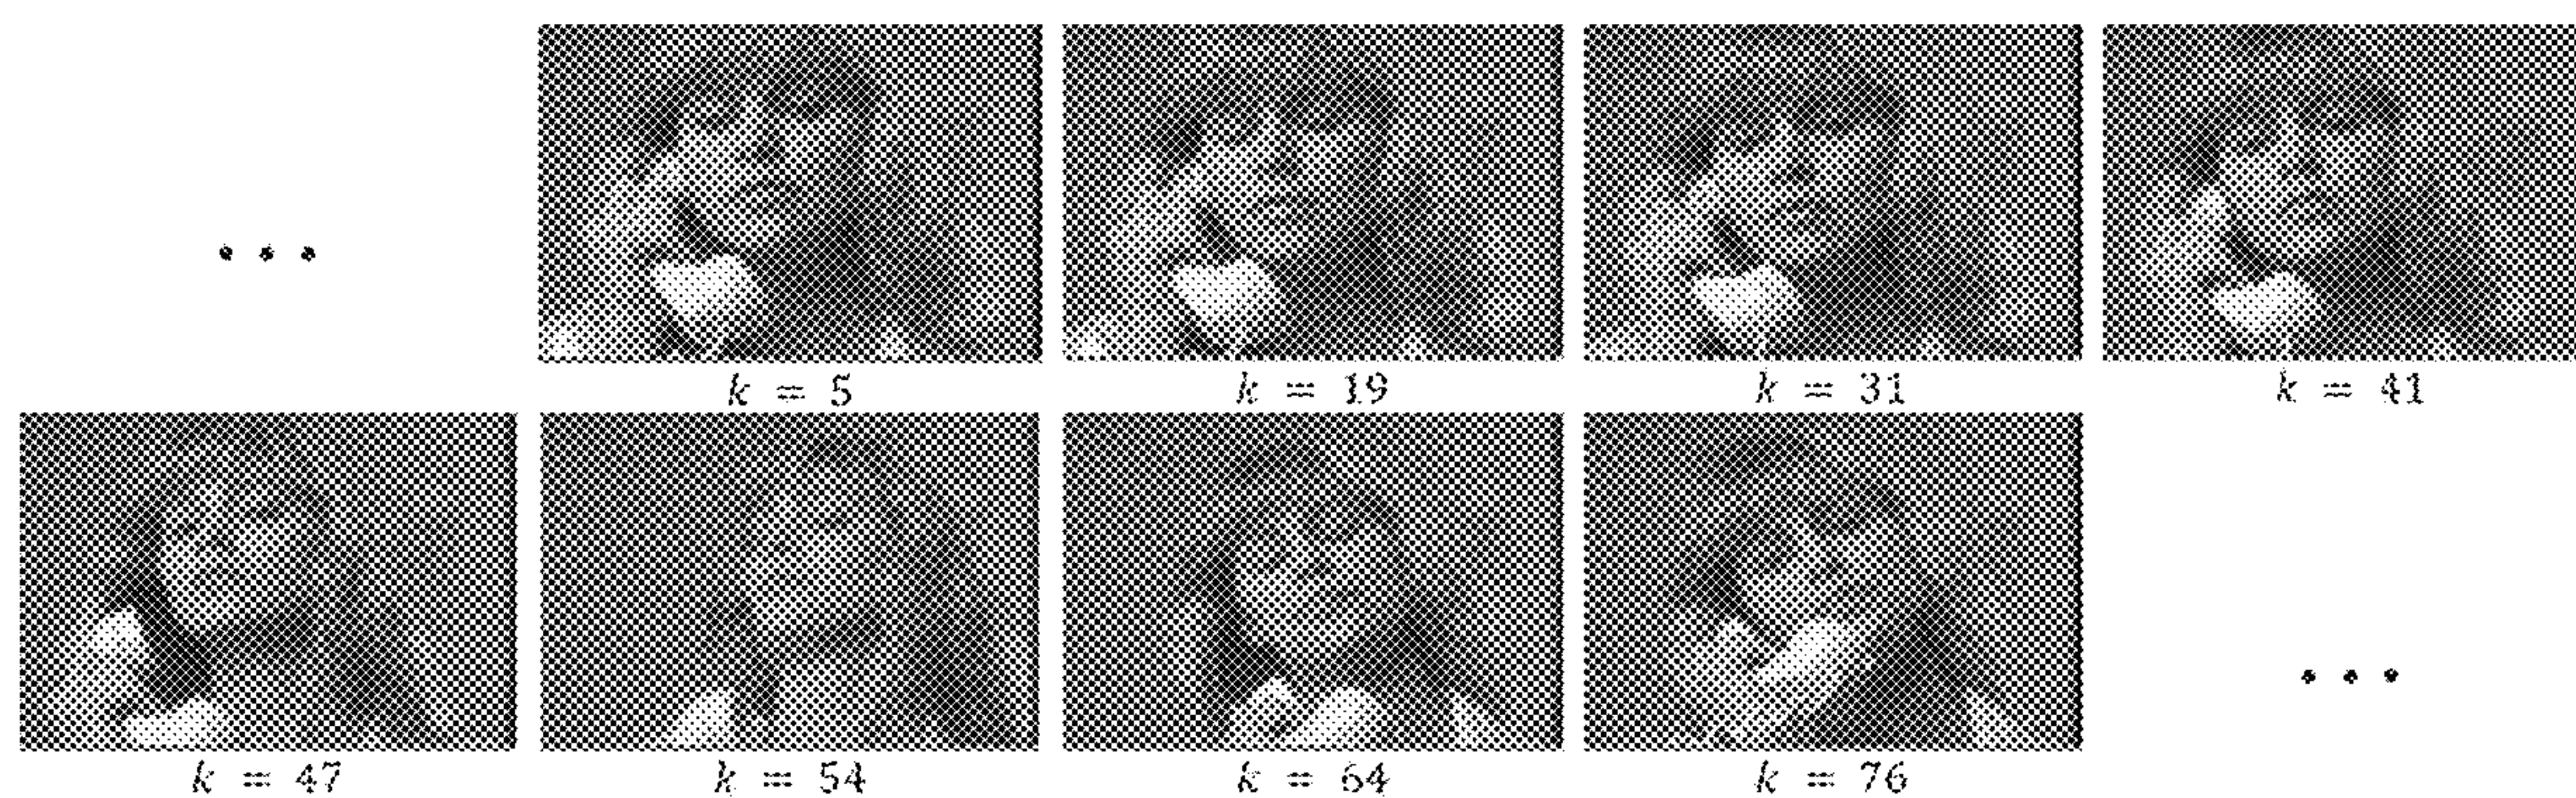 ...
k = 5
k = 19
k = 31
k = 41
k = 47
k = 54
k = 64
k = 76
...